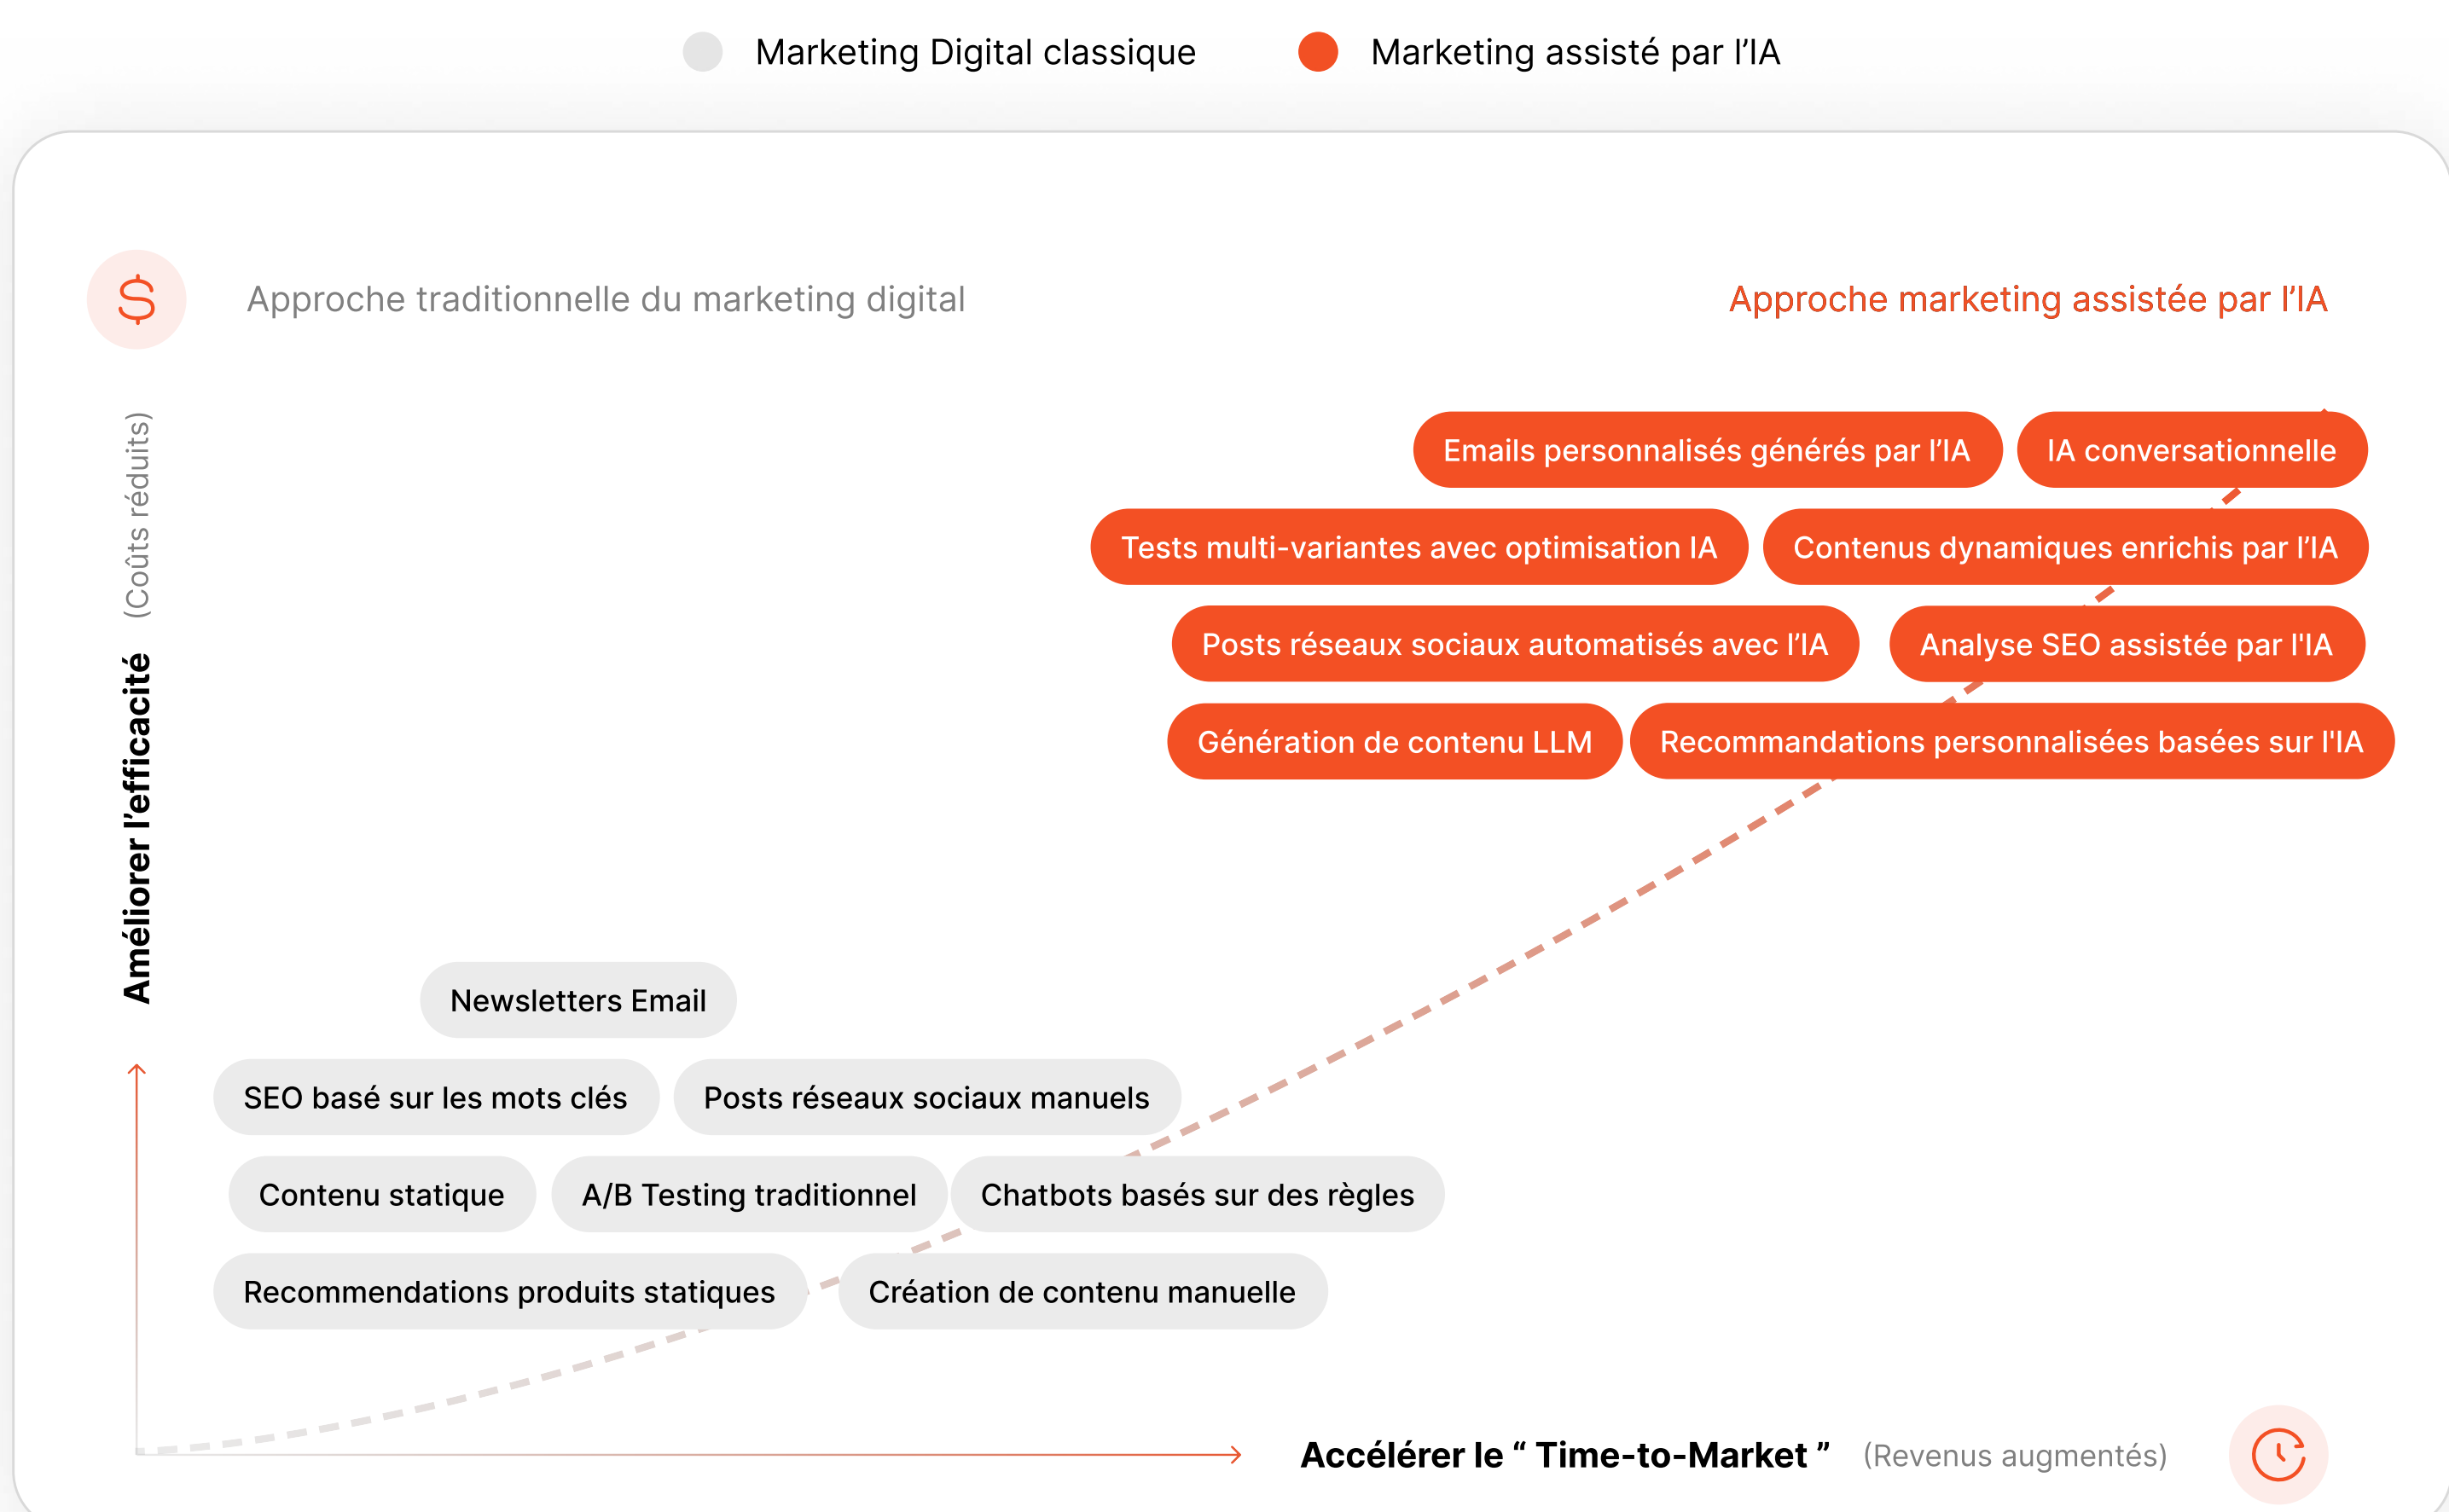 Marketing Digital classique
Marketing assisté par l’IA
Approche traditionnelle du marketing digital
Approche marketing assistée par l’IA
Améliorer l’efficacité (Coûts réduits)
Emails personnalisés générés par l’IA
IA conversationnelle
Tests multi-variantes avec optimisation IA
Contenus dynamiques enrichis par l’IA
Posts réseaux sociaux automatisés avec l’IA
Analyse SEO assistée par l'IA
Génération de contenu LLM
Recommandations personnalisées basées sur l'IA
Newsletters Email
SEO basé sur les mots clés
Posts réseaux sociaux manuels
Contenu statique
A/B Testing traditionnel
Chatbots basés sur des règles
Recommendations produits statiques
Création de contenu manuelle
Accélérer le “ Time-to-Market ” (Revenus augmentés)